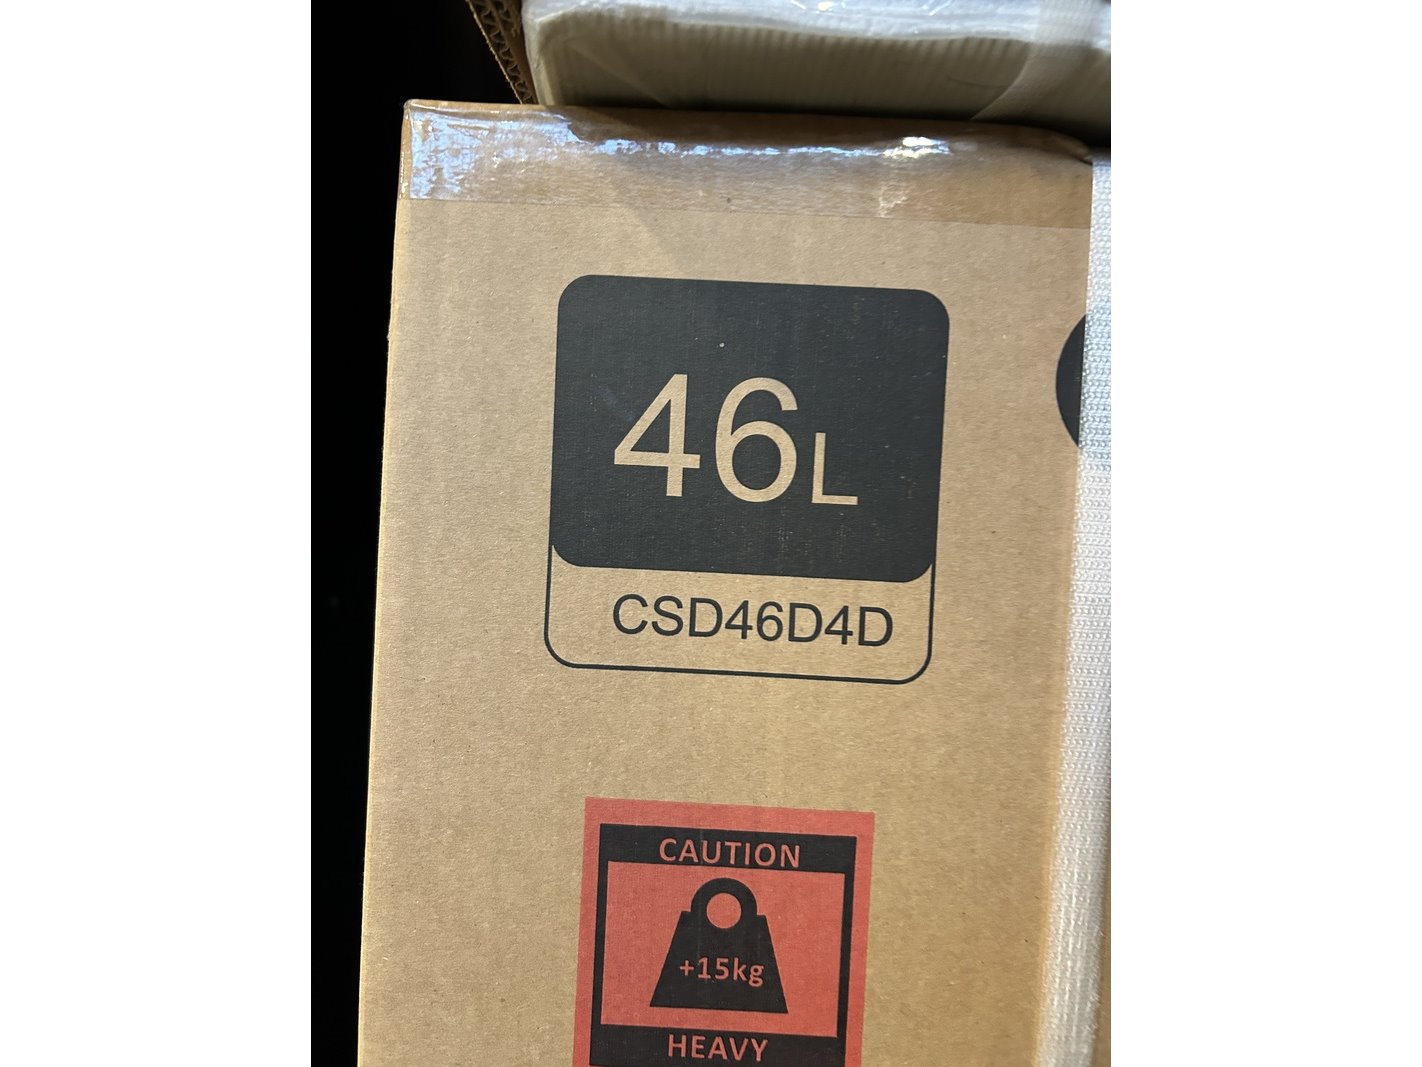 46L
CSD46D4D
CAUTION
+15kg
HEAVY